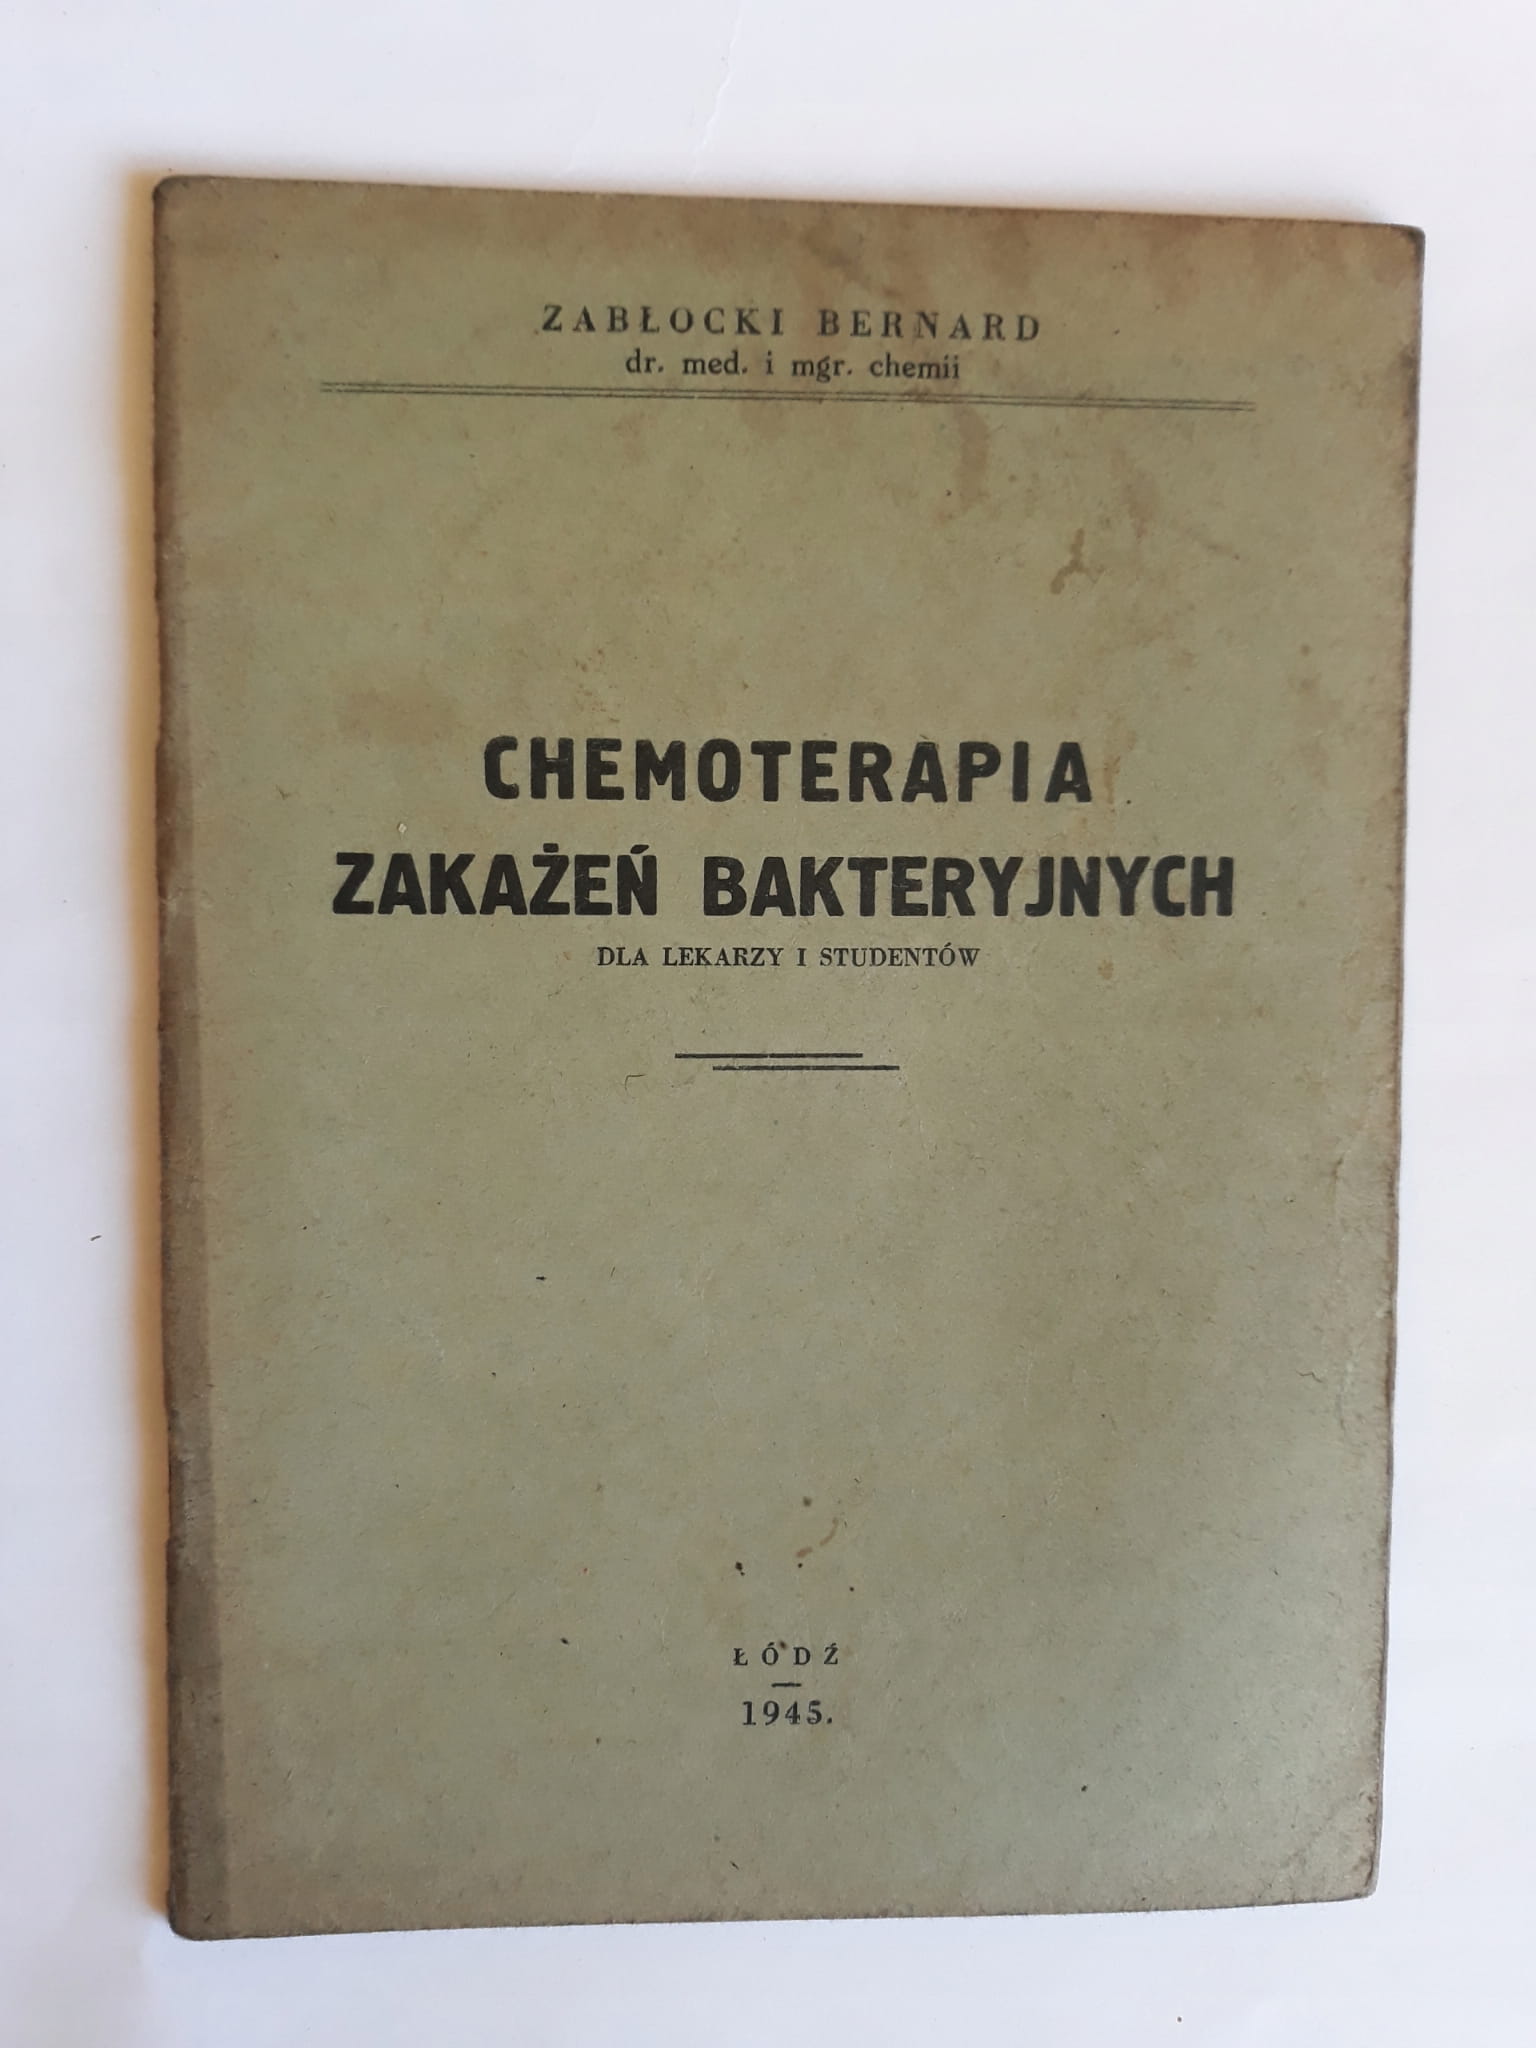 ZABŁOCKI BERNARD
dr. med. i mgr. chemii
CHEMOTERAPIA
ZAKAŻEŃ BAKTERYJNYCH
DLA LEKARZY I STUDENTÓW
ŁÓDŹ
1945.